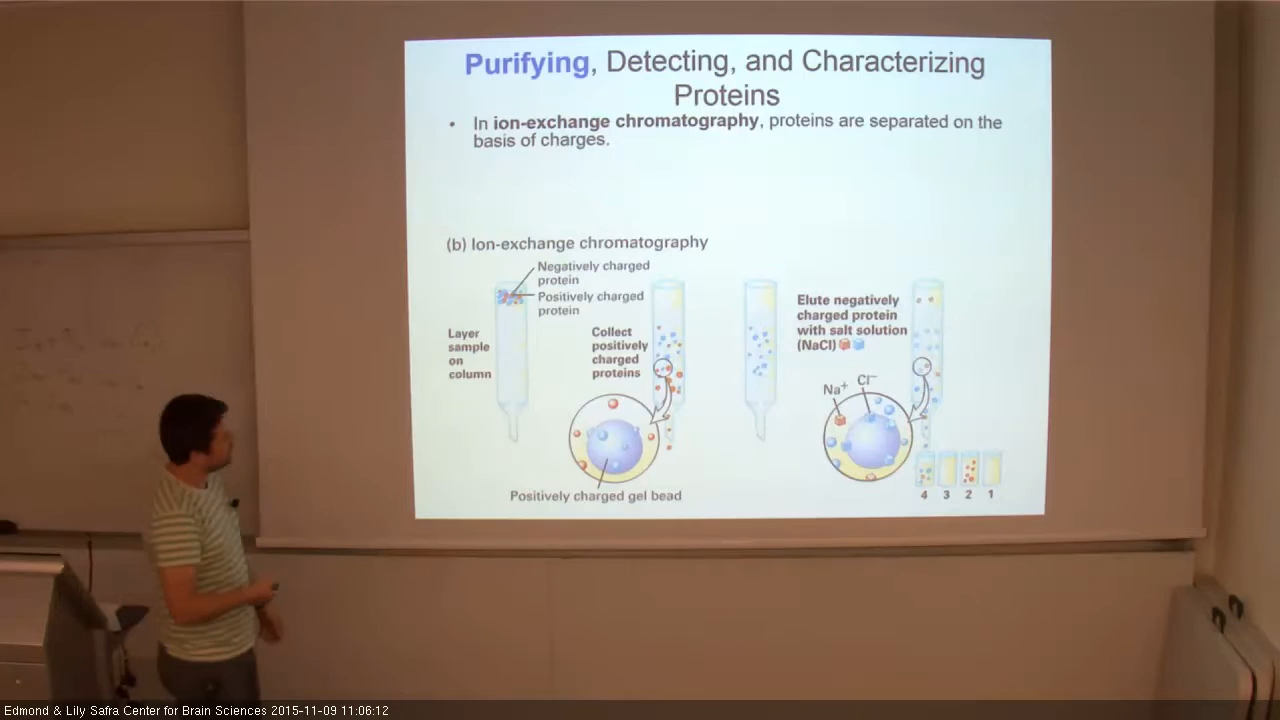 Purifying, Detecting, and Characterizing
Proteins
• In ion-exchange chromatography, proteins are separated on the
basis of charges.
(b) Ion-exchange chromatography
Negatively charged
protein
Positively charged
protein
Layer
sample
on
column
Collect
positively
charged
proteins
Positively charged gel bead
Elute negatively
charged protein
with salt solution
(NaCl)
Na⁺
Cl⁻
4 3 2 1
Edmond & Lily Safra Center for Brain Sciences 2015-11-09 11:06:12